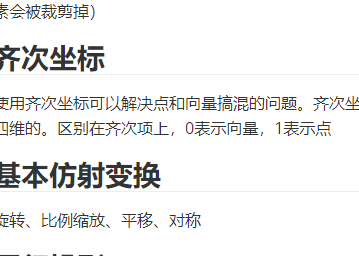 素会被裁剪掉）
齐次坐标
使用齐次坐标可以解决点和向量搞混的问题。齐次坐
四维的。区别在齐次项上，0表示向量，1表示点
基本仿射变换
旋转、比例缩放、平移、对称